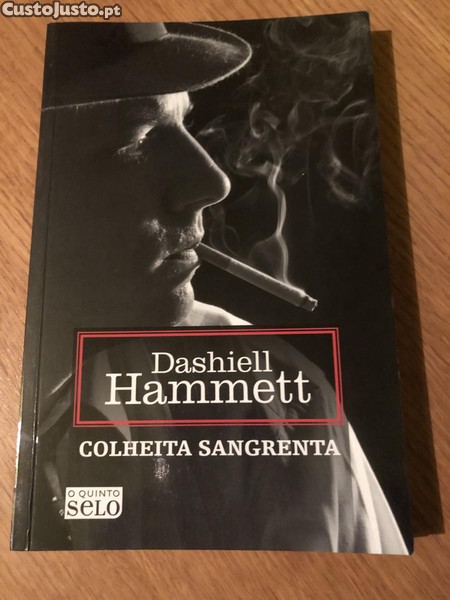 CustoJusto.pt
Dashiell
Hammett
COLHEITA SANGRENTA
O QUINTO
SELO